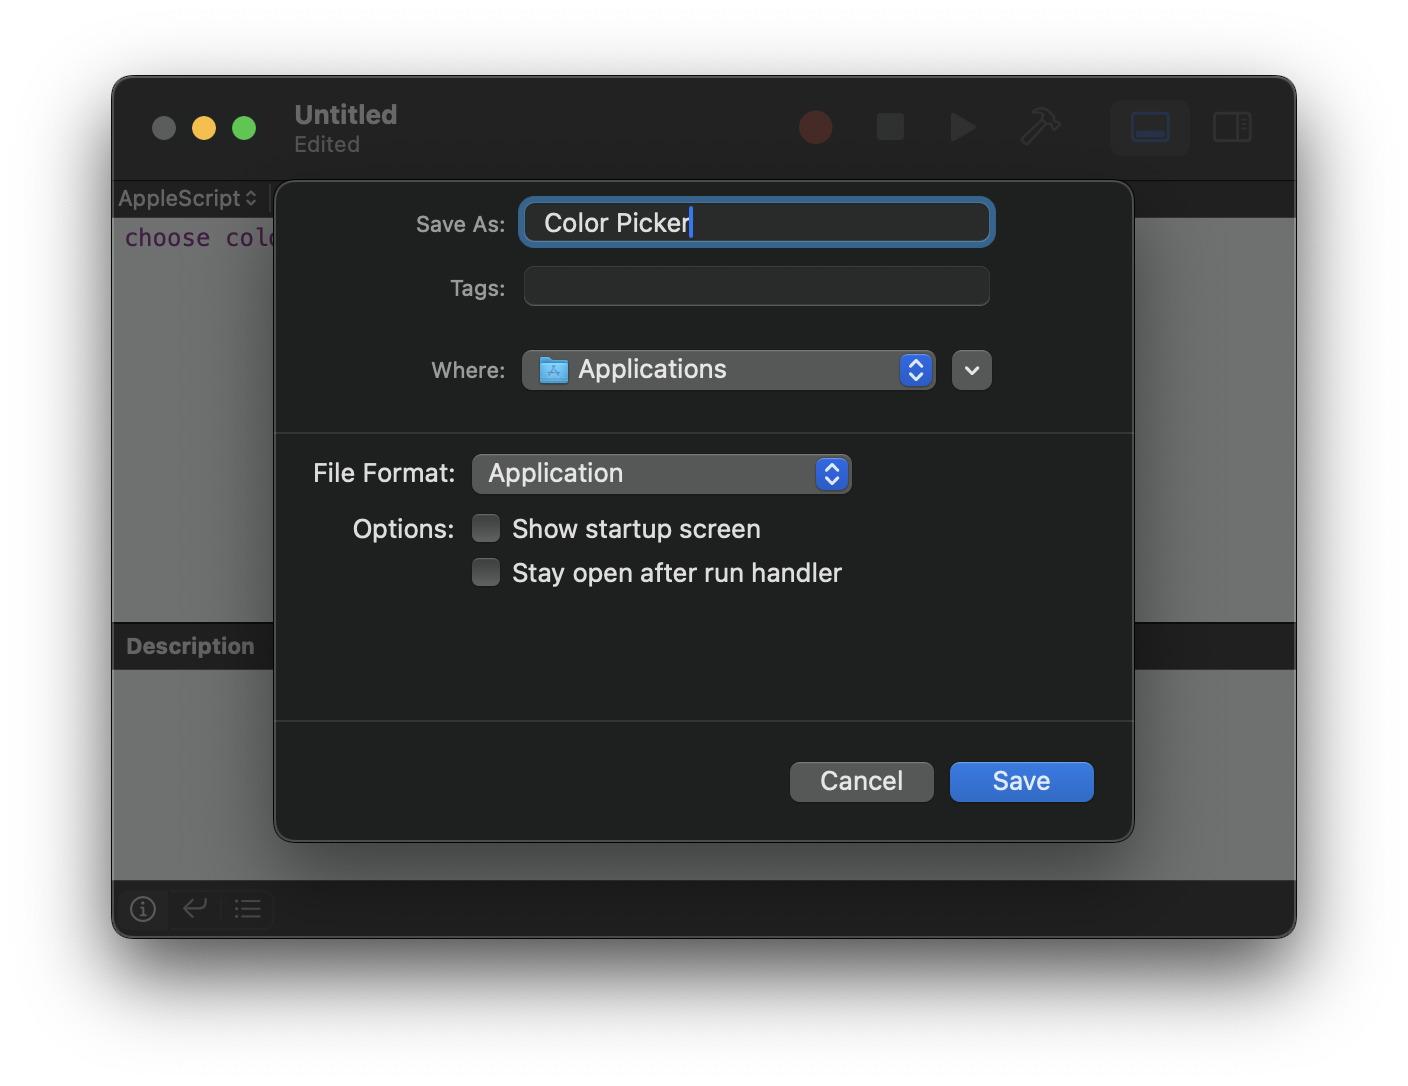 Untitled
Edited
AppleScript
choose colo
Save As: Color Picker
Tags:
Where: Applications
File Format: Application
Options: Show startup screen
Stay open after run handler
Description
Cancel Save